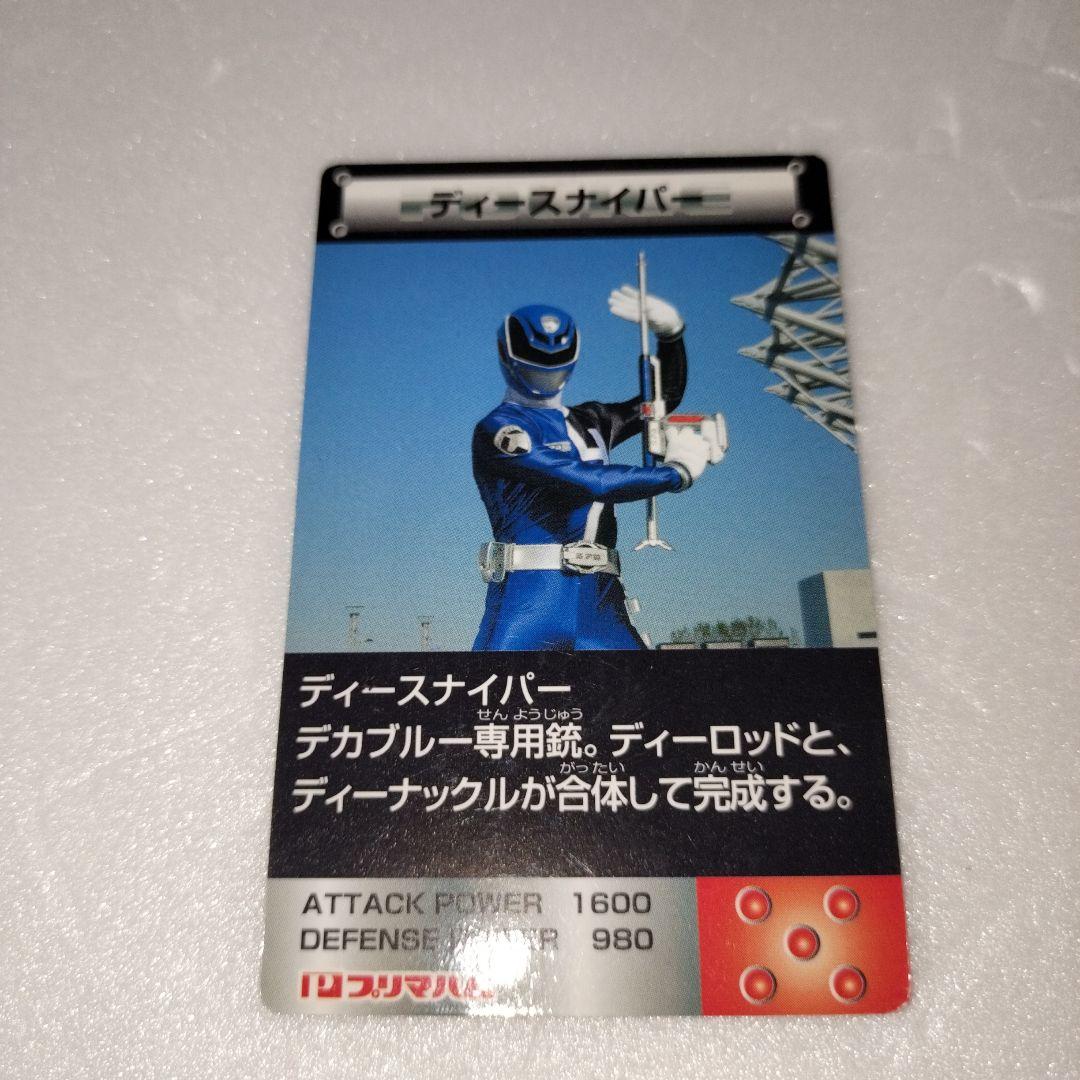 ディースナイパー
ディースナイパー
せんようじゅう
デカブルー専用銃。ディーロッドと、
がったい かんせい
ディーナックルが合体して完成する。
ATTACK POWER 1600
DEFENSE POWER 980
プリマハム